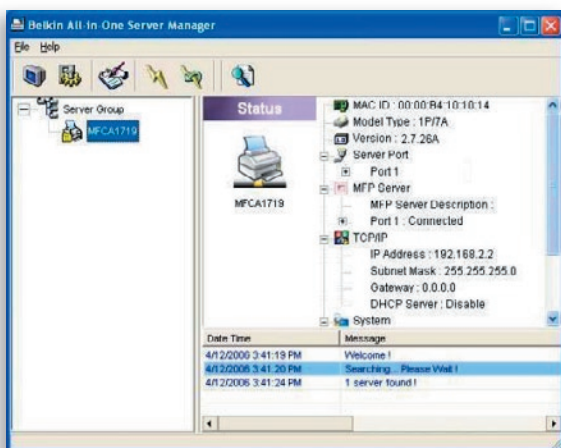 Belkin All-in-One Server Manager
File Help
Server Group
MFCA1719
Status
MFCA1719
MAC ID : 00:00:B4:10:10:14
Model Type : 1P/7A
Version : 2.7.26A
Server Port
Port 1
MFP Server
MFP Server Description :
Port 1 : Connected
TCP/IP
IP Address : 192.168.2.2
Subnet Mask : 255.255.255.0
Gateway : 0.0.0.0
DHCP Server : Disable
System
Date Time Message
4/12/2006 3:41:19 PM Welcome !
4/12/2006 3:41:20 PM Searching... Please Wait !
4/12/2006 3:41:24 PM 1 server found !